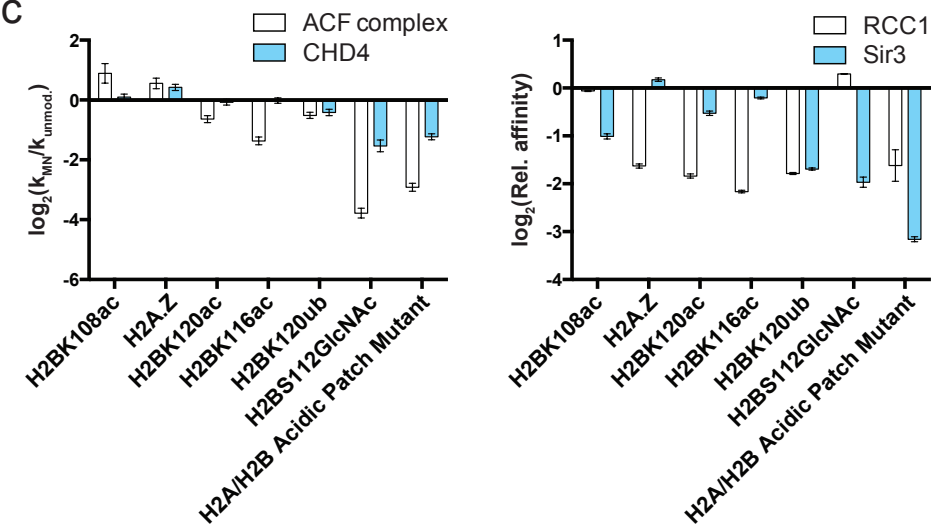 C
ACF complex
CHD4
log₂(k_MN/k_unmod.)
2
0
-2
-4
-6
H2BK108ac
H2A.Z
H2BK120ac
H2BK116ac
H2BK120ub
H2BS112GlcNAc
H2A/H2B Acidic Patch Mutant
RCC1
Sir3
log₂(Rel. affinity)
1
0
-1
-2
-3
-4
H2BK108ac
H2A.Z
H2BK120ac
H2BK116ac
H2BK120ub
H2BS112GlcNAc
H2A/H2B Acidic Patch Mutant